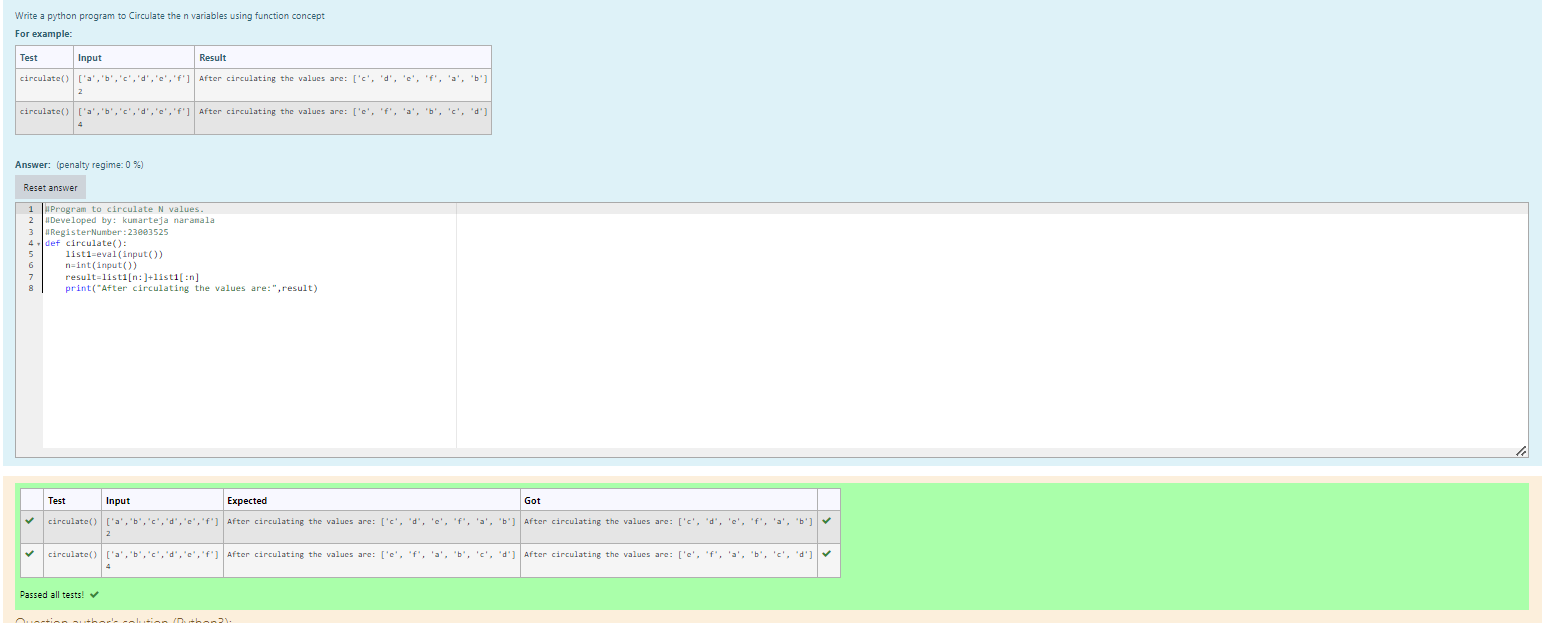 Write a python program to Circulate the n variables using function concept
For example:
Test Input Result
circulate() ['a','b','c','d','e','f'] After circulating the values are: ['c', 'd', 'e', 'f', 'a', 'b']
2
circulate() ['a','b','c','d','e','f'] After circulating the values are: ['e', 'f', 'a', 'b', 'c', 'd']
4
Answer: (penalty regime: 0 %)
Reset answer
1 #Program to circulate N values.
2 #Developed by: kumarteja naramala
3 #RegisterNumber:23003525
4 def circulate():
5 list1=eval(input())
6 n=int(input())
7 result=list1[n:]+list1[:n]
8 print("After circulating the values are:",result)
Test Input Expected Got
circulate() ['a','b','c','d','e','f'] After circulating the values are: ['c', 'd', 'e', 'f', 'a', 'b'] After circulating the values are: ['c', 'd', 'e', 'f', 'a', 'b']
2
circulate() ['a','b','c','d','e','f'] After circulating the values are: ['e', 'f', 'a', 'b', 'c', 'd'] After circulating the values are: ['e', 'f', 'a', 'b', 'c', 'd']
4
Passed all tests!
Question author's solution (Python3):